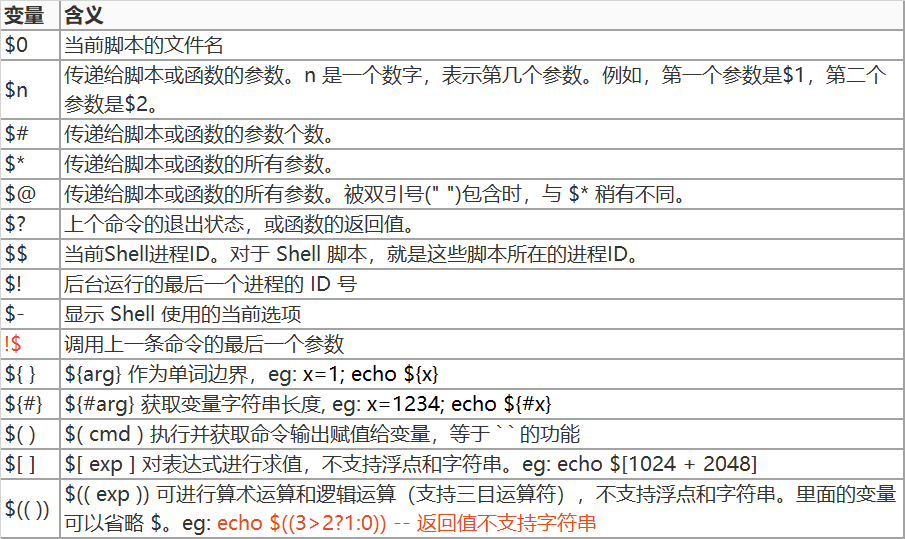 变量 含义
$0 当前脚本的文件名
$n 传递给脚本或函数的参数。n 是一个数字，表示第几个参数。例如，第一个参数是$1，第二个
参数是$2。
$# 传递给脚本或函数的参数个数。
$* 传递给脚本或函数的所有参数。
$@ 传递给脚本或函数的所有参数。被双引号(" ")包含时，与 $* 稍有不同。
$? 上个命令的退出状态，或函数的返回值。
$$ 当前Shell进程ID。对于 Shell 脚本，就是这些脚本所在的进程ID。
$! 后台运行的最后一个进程的 ID 号
$- 显示 Shell 使用的当前选项
!$ 调用上一条命令的最后一个参数
${ } ${arg} 作为单词边界，eg: x=1; echo ${x}
${#} ${#arg} 获取变量字符串长度, eg: x=1234; echo ${#x}
$( ) $( cmd ) 执行并获取命令输出赋值给变量，等于 ` ` 的功能
$[ ] $[ exp ] 对表达式进行求值，不支持浮点和字符串。eg: echo $[1024 + 2048]
$(( )) $(( exp )) 可进行算术运算和逻辑运算（支持三目运算符），不支持浮点和字符串。里面的变量
可以省略 $。eg: echo $((3>2?1:0)) -- 返回值不支持字符串